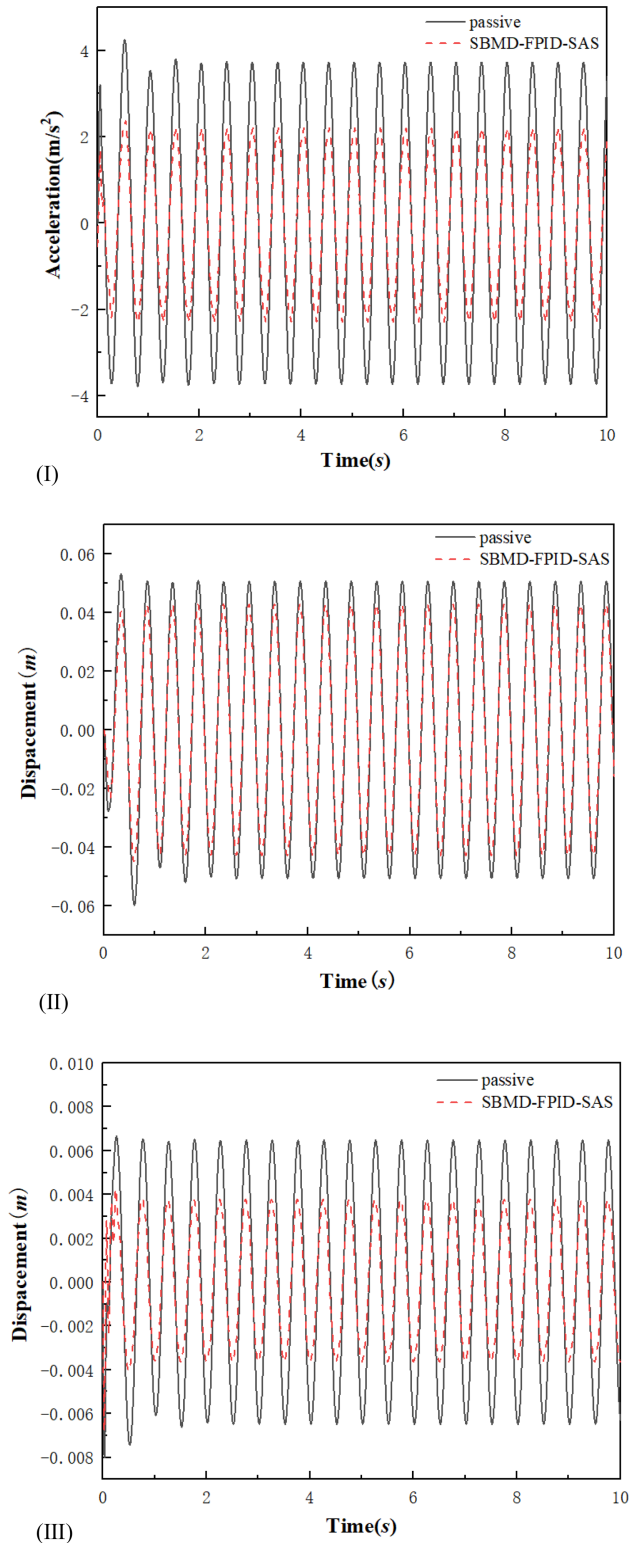 passive
SBMD-FPID-SAS
4
2
0
-2
-4
Acceleration(m/s²)
0 2 4 6 8 10
Time(s)
(I)
passive
SBMD-FPID-SAS
0.06
0.04
0.02
0.00
-0.02
-0.04
-0.06
Dispacement(m)
0 2 4 6 8 10
Time(s)
(II)
passive
SBMD-FPID-SAS
0.010
0.008
0.006
0.004
0.002
0.000
-0.002
-0.004
-0.006
-0.008
Dispacement(m)
0 2 4 6 8 10
Time(s)
(III)